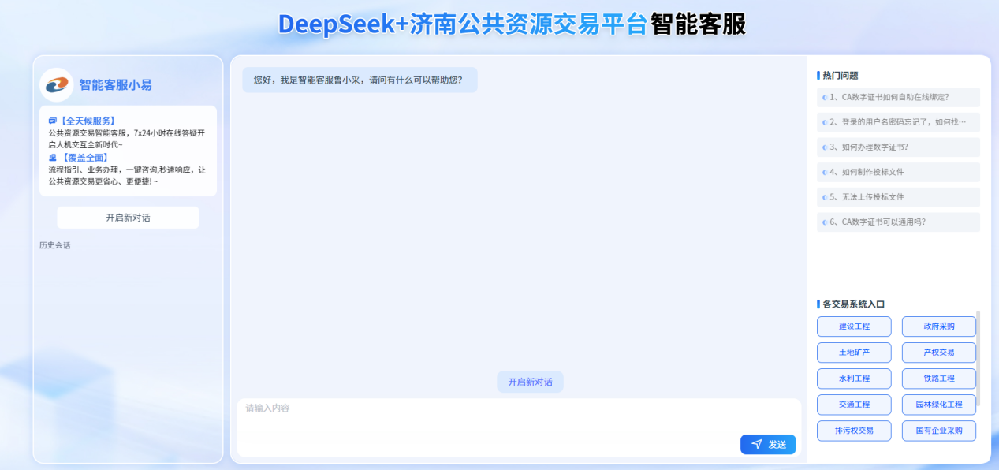 DeepSeek+济南公共资源交易平台智能客服
智能客服小易
【全天候服务】
公共资源交易智能客服，7x24小时在线答疑开
启人机交互全新时代~
【覆盖全面】
流程指引、业务办理，一键咨询,秒速响应，让
公共资源交易更省心、更便捷! ~
开启新对话
历史会话
您好，我是智能客服鲁小采，请问有什么可以帮助您？
开启新对话
请输入内容
发送
热门问题
1、CA数字证书如何自助在线绑定?
2、登录的用户名密码忘记了，如何找…
3、如何办理数字证书?
4、如何制作投标文件
5、无法上传投标文件
6、CA数字证书可以通用吗?
各交易系统入口
建设工程 政府采购
土地矿产 产权交易
水利工程 铁路工程
交通工程 园林绿化工程
排污权交易 国有企业采购